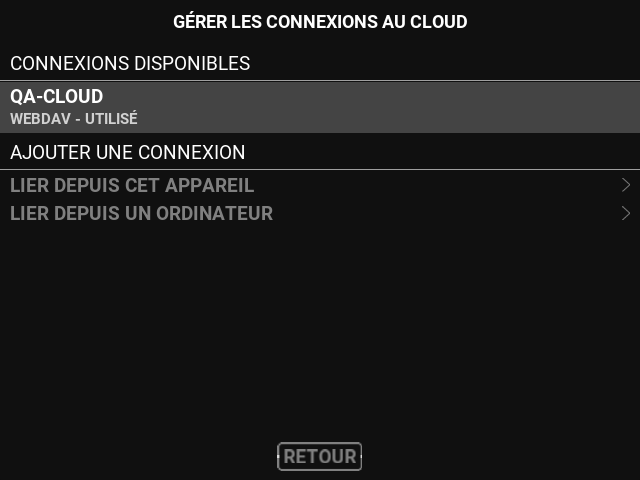 GÉRER LES CONNEXIONS AU CLOUD
CONNEXIONS DISPONIBLES
QA-CLOUD
WEBDAV - UTILISÉ
AJOUTER UNE CONNEXION
LIER DEPUIS CET APPAREIL
LIER DEPUIS UN ORDINATEUR
RETOUR